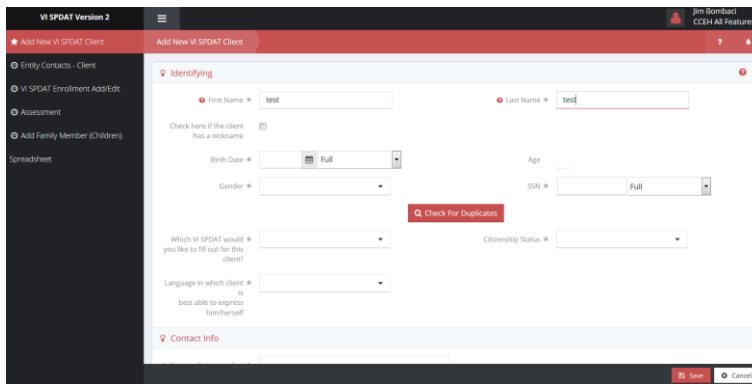 VI SPDAT Version 2
Jim Bombaci
CCEH All Features
Add New VI SPDAT Client
Add New VI SPDAT Client
?
Entity Contacts - Client
VI SPDAT Enrollment Add/Edit
Assessment
Add Family Member (Children)
Spreadsheet
Identifying
First Name * test
Last Name * test
Check here if the client
has a nickname
Birth Date * Full
Age
Gender *
SSN * Full
Check For Duplicates
Which VI SPDAT would *
you like to fill out for this
client?
Citizenship Status *
Language in which client *
is
best able to express
him/herself
Contact Info
Save
Cancel